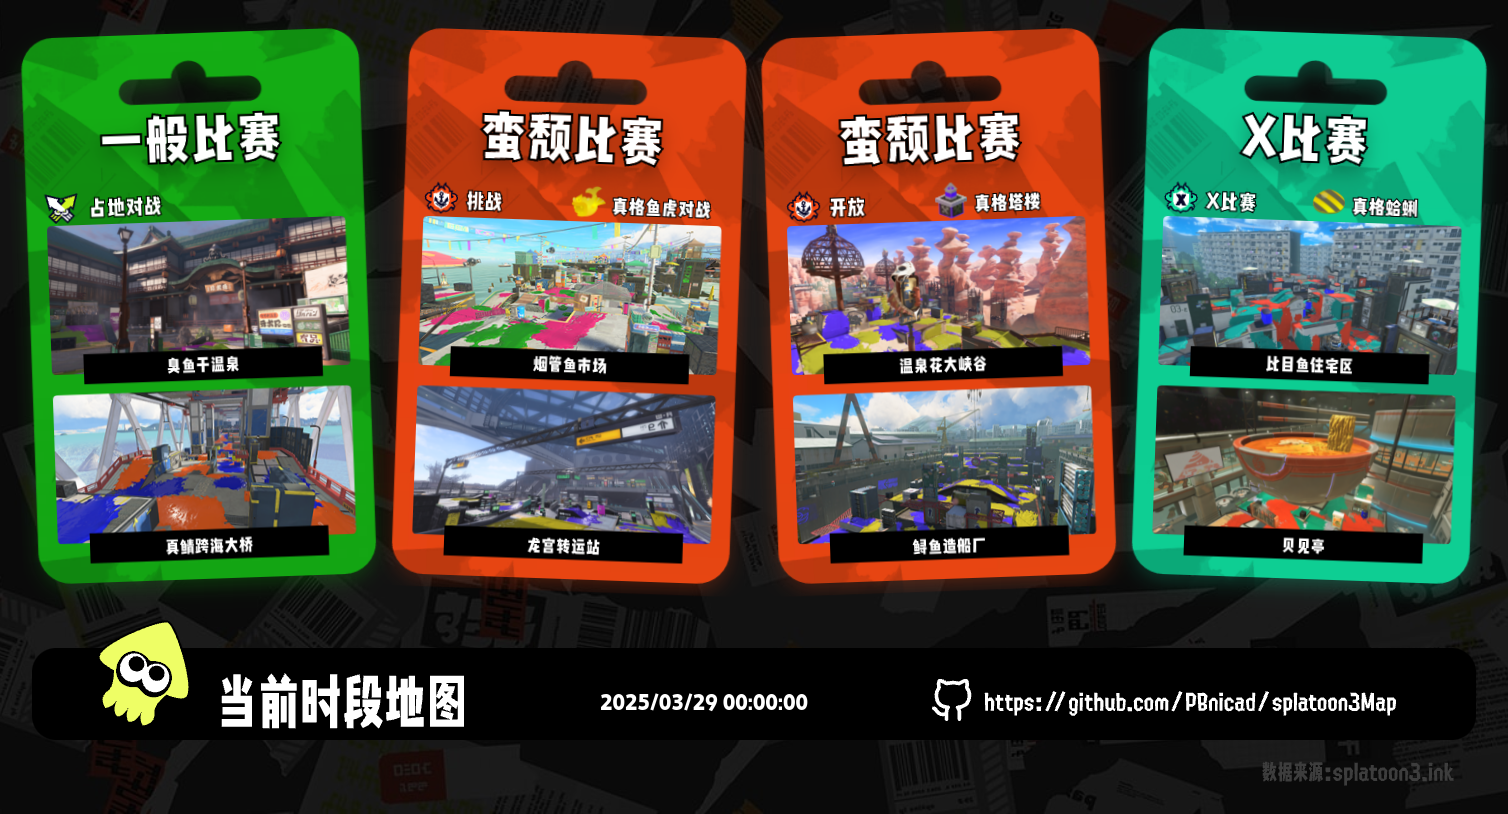 一般比赛
占地对战
臭鱼干温泉
真鲭跨海大桥
蛮颓比赛
挑战
真格鱼虎对战
烟管鱼市场
龙宫转运站
蛮颓比赛
开放
真格塔楼
温泉花大峡谷
鲟鱼造船厂
X比赛
X比赛
真格蛤蜊
比目鱼住宅区
贝见亭
当前时段地图
2025/03/29 00:00:00
https://github.com/PBnicad/splatoon3Map
数据来源:splatoon3.ink